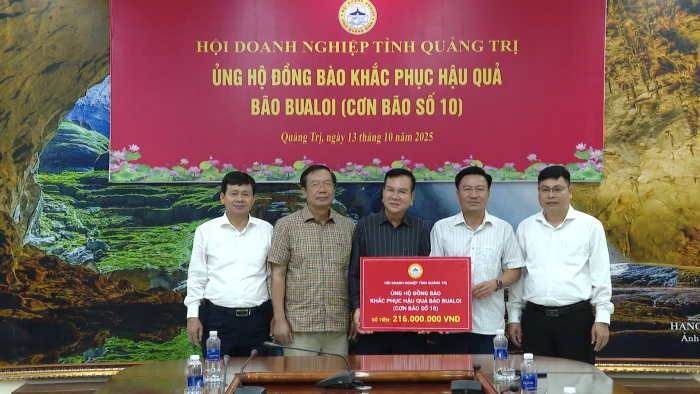 HỘI DOANH NGHIỆP TỈNH QUẢNG TRỊ
ỦNG HỘ ĐỒNG BÀO KHẮC PHỤC HẬU QUẢ
BÃO BUALOI (CƠN BÃO SỐ 10)
Quảng Trị, ngày 13 tháng 10 năm 2025
HỘI DOANH NGHIỆP TỈNH QUẢNG TRỊ
ỦNG HỘ ĐỒNG BÀO
KHẮC PHỤC HẬU QUẢ BÃO BUALOI
(CƠN BÃO SỐ 10)
SỐ TIỀN: 216.000.000 VND
HANG
Ảnh